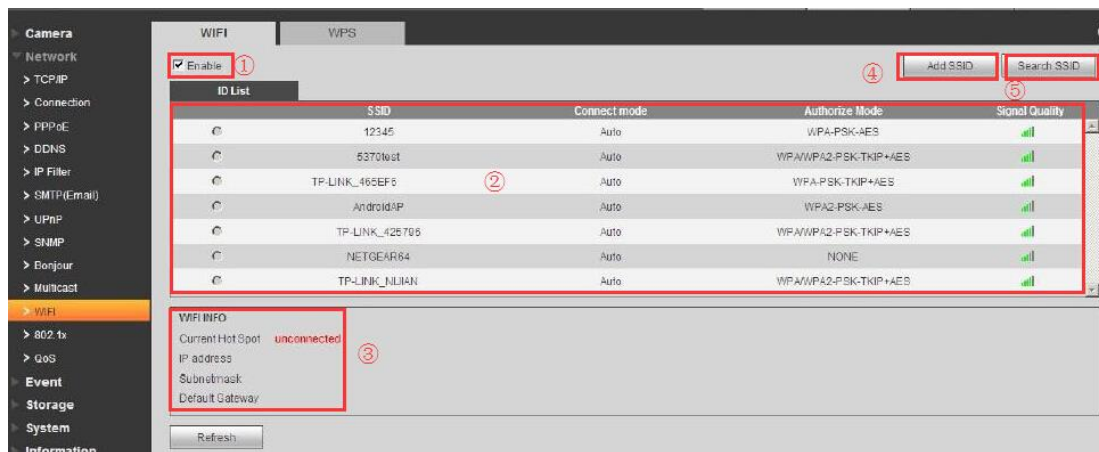 Camera
Network
> TCP/IP
> Connection
> PPPoE
> DDNS
> IP Filter
> SMTP(Email)
> UPnP
> SNMP
> Bonjour
> Multicast
> WIFI
> 802.1x
> QoS
Event
Storage
System
Information
WIFI WPS
Enable ①
④ Add SSID Search SSID
⑤
ID List
SSID Connect mode Authorize Mode Signal Quality
12345 Auto WPA-PSK-AES
5370test Auto WPA/WPA2-PSK-TKIP+AES
TP-LINK_465EF6 ② Auto WPA-PSK-TKIP+AES
AndroidAP Auto WPA2-PSK-AES
TP-LINK_425796 Auto WPA/WPA2-PSK-TKIP+AES
NETGEAR64 Auto NONE
TP-LINK_NIJIAN Auto WPA/WPA2-PSK-TKIP+AES
WIFI INFO
Current Hot Spot unconnected
③
IP address
Subnetmask
Default Gateway
Refresh